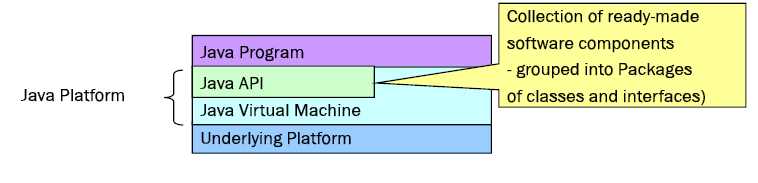 Collection of ready-made
software components
- grouped into Packages
of classes and interfaces)
Java Program
Java API
Java Platform
Java Virtual Machine
Underlying Platform